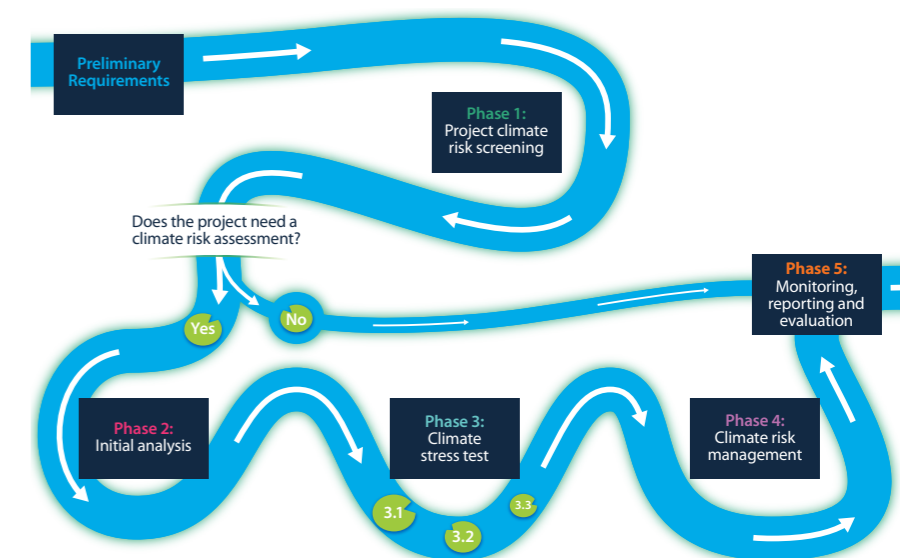 Preliminary
Requirements
Phase 1:
Project climate
risk screening
Does the project need a
climate risk assessment?
Yes
No
Phase 5:
Monitoring,
reporting and
evaluation
Phase 2:
Initial analysis
Phase 3:
Climate
stress test
3.1
3.2
3.3
Phase 4:
Climate risk
management